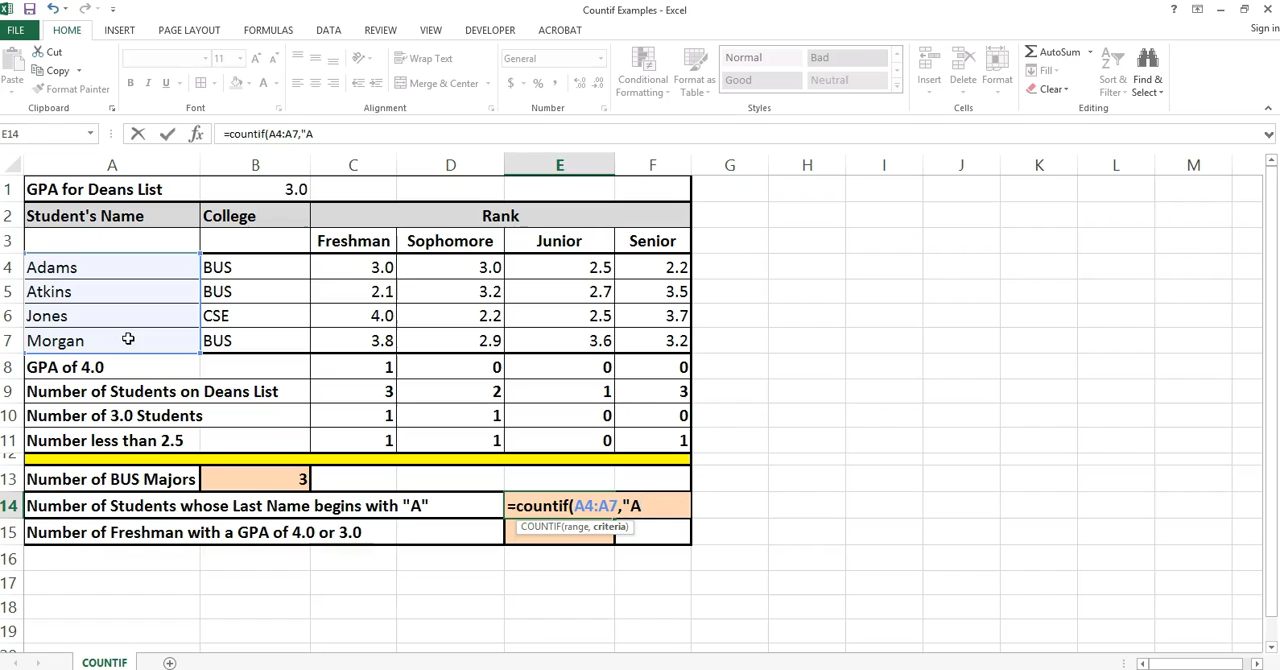 Countif Examples - Excel
Sign in
FILE HOME INSERT PAGE LAYOUT FORMULAS DATA REVIEW VIEW DEVELOPER ACROBAT
Paste Cut Copy Format Painter
11
B I U
Wrap Text
Merge & Center
General
$ % ,
Conditional Formatting Format as Table
Normal Bad
Good Neutral
Insert Delete Format
AutoSum
Fill
Clear
Sort & Filter Find & Select
Clipboard Font Alignment Number Styles Cells Editing
E14 fx =countif(A4:A7,"A
A B C D E F G H I J K L M
1 GPA for Deans List 3.0
2 Student's Name College Rank
3 Freshman Sophomore Junior Senior
4 Adams BUS 3.0 3.0 2.5 2.2
5 Atkins BUS 2.1 3.2 2.7 3.5
6 Jones CSE 4.0 2.2 2.5 3.7
7 Morgan BUS 3.8 2.9 3.6 3.2
8 GPA of 4.0 1 0 0 0
9 Number of Students on Deans List 3 2 1 3
10 Number of 3.0 Students 1 1 0 0
11 Number less than 2.5 1 1 0 1
12
13 Number of BUS Majors 3
14 Number of Students whose Last Name begins with "A" =countif(A4:A7,"A
COUNTIF(range, criteria)
15 Number of Freshman with a GPA of 4.0 or 3.0
16
17
18
19
COUNTIF